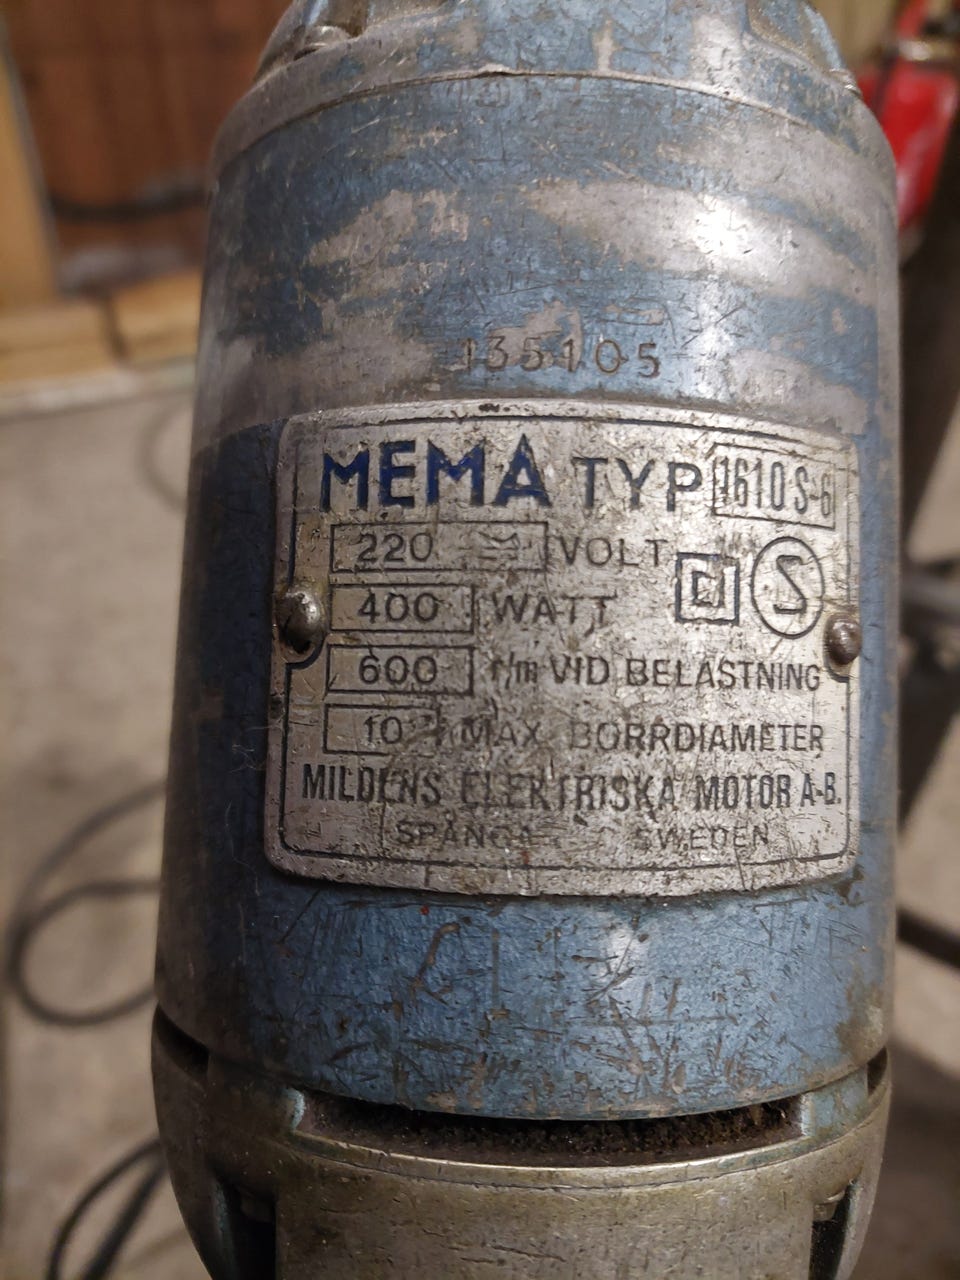 135105
MEMA TYP 1610 S-6
220 VOLT
400 WATT S
600 r/m VID BELASTNING
10 MAX BORRDIAMETER
MILDENS ELEKTRISKA MOTOR A-B.
SPÅNGA SWEDEN